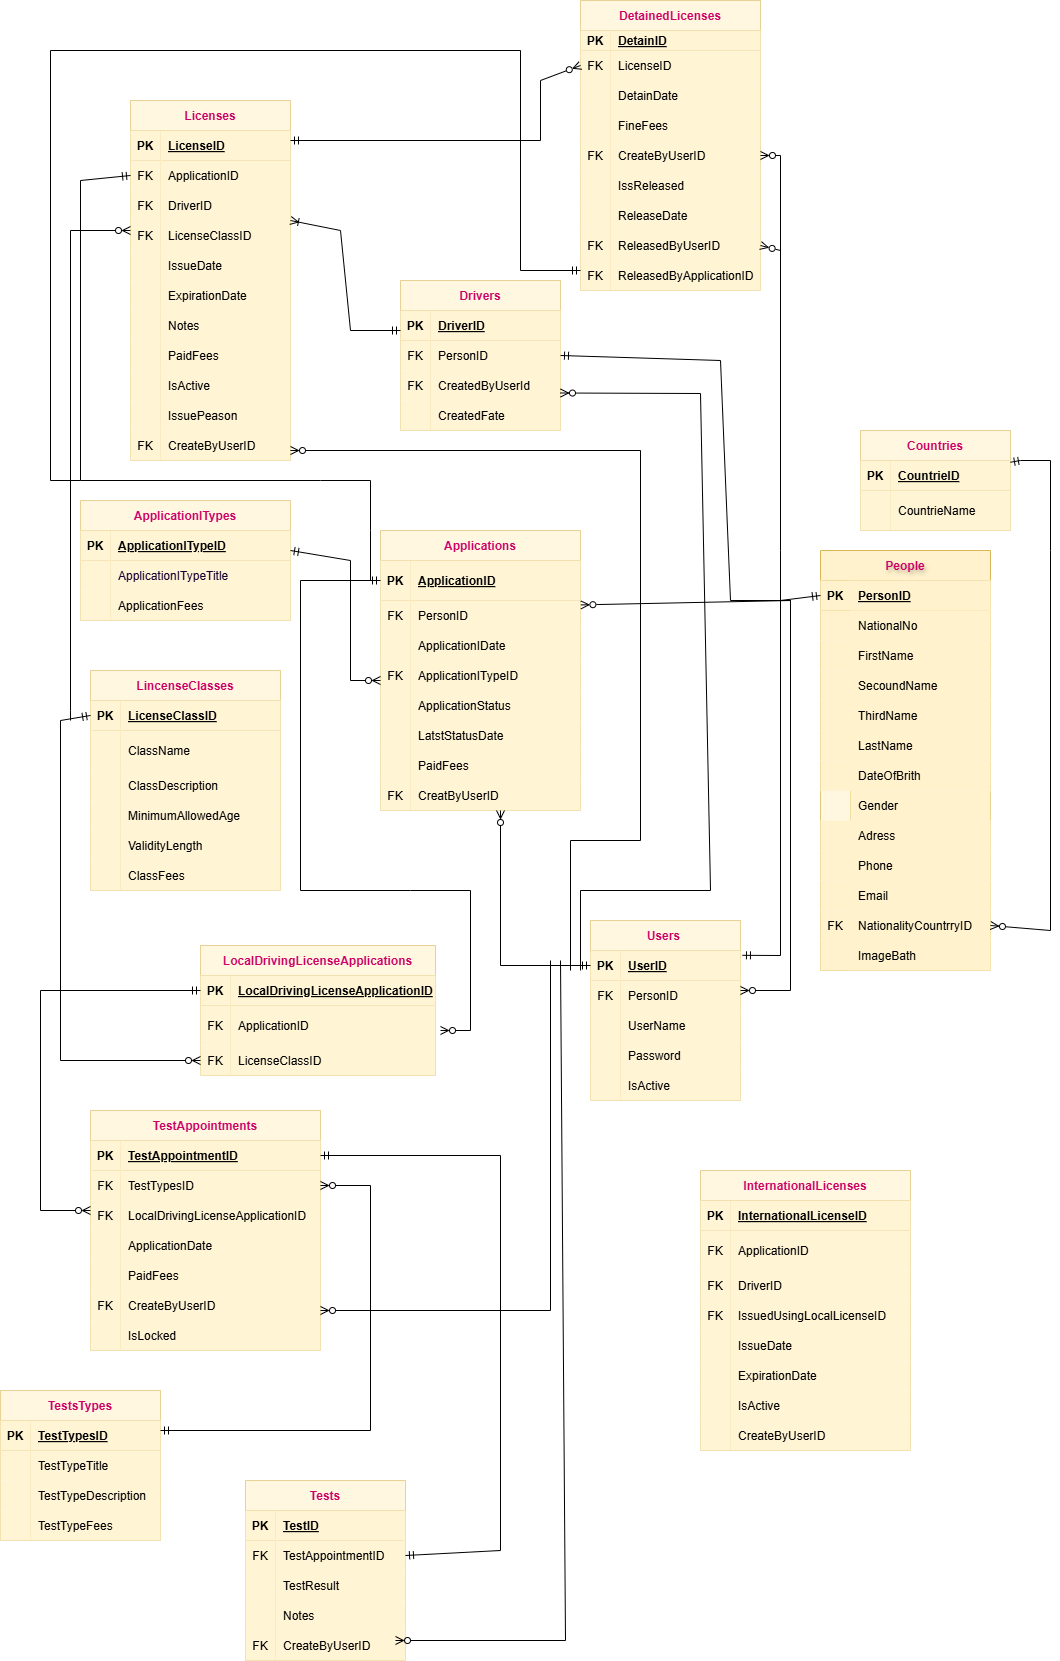 DetainedLicenses
PK DetainID
FK LicenseID
DetainDate
FineFees
FK CreateByUserID
IssReleased
ReleaseDate
FK ReleasedByUserID
FK ReleasedByApplicationID
Licenses
PK LicenseID
FK ApplicationID
FK DriverID
FK LicenseClassID
IssueDate
ExpirationDate
Notes
PaidFees
IsActive
IssuePeason
FK CreateByUserID
Drivers
PK DriverID
FK PersonID
FK CreatedByUserId
CreatedFate
Countries
PK CountrieID
CountrieName
ApplicationITypes
PK ApplicationITypeID
ApplicationITypeTitle
ApplicationFees
Applications
PK ApplicationID
FK PersonID
ApplicationIDate
FK ApplicationITypeID
ApplicationStatus
LatstStatusDate
PaidFees
FK CreatByUserID
People
PK PersonID
NationalNo
FirstName
SecoundName
ThirdName
LastName
DateOfBrith
Gender
Adress
Phone
Email
FK NationalityCountrryID
ImageBath
LincenseClasses
PK LicenseClassID
ClassName
ClassDescription
MinimumAllowedAge
ValidityLength
ClassFees
Users
PK UserID
FK PersonID
UserName
Password
IsActive
LocalDrivingLicenseApplications
PK LocalDrivingLicenseApplicationID
FK ApplicationID
FK LicenseClassID
TestAppointments
PK TestAppointmentID
FK TestTypesID
FK LocalDrivingLicenseApplicationID
ApplicationDate
PaidFees
FK CreateByUserID
IsLocked
InternationalLicenses
PK InternationalLicenseID
FK ApplicationID
FK DriverID
FK IssuedUsingLocalLicenseID
IssueDate
ExpirationDate
IsActive
CreateByUserID
TestsTypes
PK TestTypesID
TestTypeTitle
TestTypeDescription
TestTypeFees
Tests
PK TestID
FK TestAppointmentID
TestResult
Notes
FK CreateByUserID